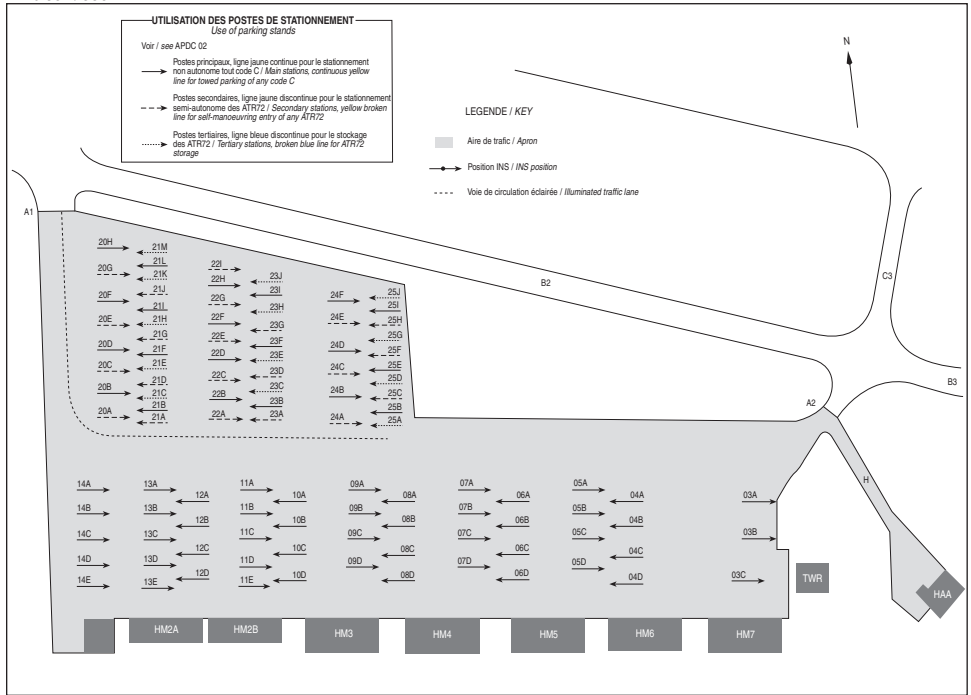 UTILISATION DES POSTES DE STATIONNEMENT
Use of parking stands
Voir / see APDC 02
Postes principaux, ligne jaune continue pour le stationnement
non autonome tout code C / Main stations, continuous yellow
line for towed parking of any code C
Postes secondaires, ligne jaune discontinue pour le stationnement
semi-autonome des ATR72 / Secondary stations, yellow broken
line for self-manoeuvring entry of any ATR72
Postes tertiaires, ligne bleue discontinue pour le stockage
des ATR72 / Tertiary stations, broken blue line for ATR72
storage
N
LEGENDE / KEY
Aire de trafic / Apron
Position INS / INS position
Voie de circulation éclairée / Illuminated traffic lane
A1
B2
C3
B3
A2
H
20H
20G
20F
20E
20D
20C
20B
20A
21M
21L
21K
21J
21I
21H
21G
21F
21E
21D
21C
21B
21A
22I
22H
22G
22F
22E
22D
22C
22B
22A
23J
23I
23H
23G
23F
23E
23D
23C
23B
23A
24F
24E
24D
24C
24B
24A
25J
25I
25H
25G
25F
25E
25D
25C
25B
25A
14A
14B
14C
14D
14E
13A
13B
13C
13D
13E
12A
12B
12C
12D
11A
11B
11C
11D
11E
10A
10B
10C
10D
09A
09B
09C
09D
08A
08B
08C
08D
07A
07B
07C
07D
06A
06B
06C
06D
05A
05B
05C
05D
04A
04B
04C
04D
03A
03B
03C
TWR
HAA
HM2A
HM2B
HM3
HM4
HM5
HM6
HM7